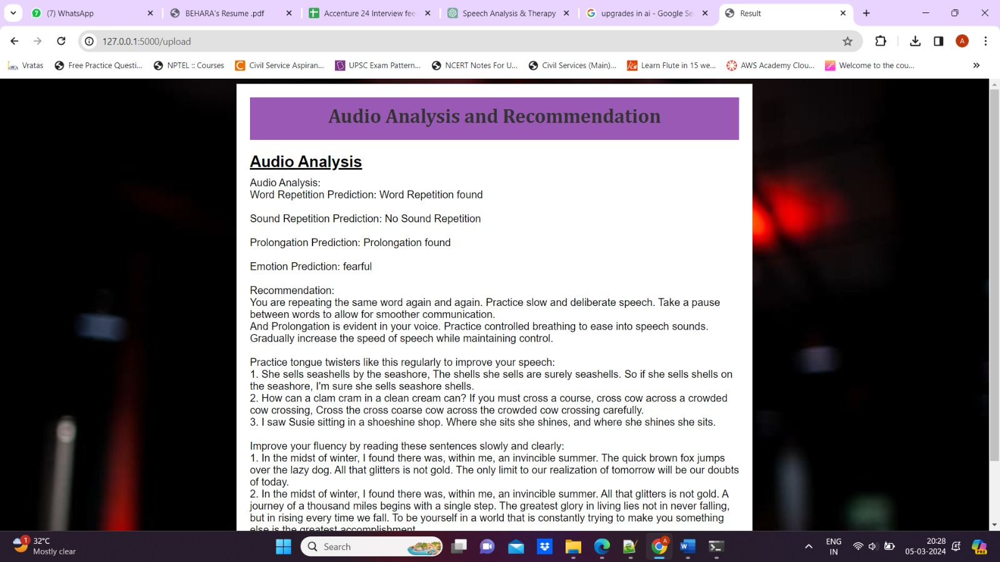 (7) WhatsApp
BEHARA's Resume .pdf
Accenture 24 Interview fee
Speech Analysis & Therapy
upgrades in ai - Google Se
Result
127.0.0.1:5000/upload
A
Vratas
Free Practice Questi...
NPTEL :: Courses
Civil Service Aspiran...
UPSC Exam Pattern...
NCERT Notes For U...
Civil Services (Main)...
Learn Flute in 15 we...
AWS Academy Clou...
Welcome to the cou...
Audio Analysis and Recommendation
Audio Analysis
Audio Analysis:
Word Repetition Prediction: Word Repetition found
Sound Repetition Prediction: No Sound Repetition
Prolongation Prediction: Prolongation found
Emotion Prediction: fearful
Recommendation:
You are repeating the same word again and again. Practice slow and deliberate speech. Take a pause
between words to allow for smoother communication.
And Prolongation is evident in your voice. Practice controlled breathing to ease into speech sounds.
Gradually increase the speed of speech while maintaining control.
Practice tongue twisters like this regularly to improve your speech:
1. She sells seashells by the seashore, The shells she sells are surely seashells. So if she sells shells on
the seashore, I'm sure she sells seashore shells.
2. How can a clam cram in a clean cream can? If you must cross a course, cross cow across a crowded
cow crossing, Cross the cross coarse cow across the crowded cow crossing carefully.
3. I saw Susie sitting in a shoeshine shop. Where she sits she shines, and where she shines she sits.
Improve your fluency by reading these sentences slowly and clearly:
1. In the midst of winter, I found there was, within me, an invincible summer. The quick brown fox jumps
over the lazy dog. All that glitters is not gold. The only limit to our realization of tomorrow will be our doubts
of today.
2. In the midst of winter, I found there was, within me, an invincible summer. All that glitters is not gold. A
journey of a thousand miles begins with a single step. The greatest glory in living lies not in never falling,
but in rising every time we fall. To be yourself in a world that is constantly trying to make you something
else is the greatest accomplishment
1
32°C
Mostly clear
Search
A
PRE
ENG
IN
20:28
05-03-2024